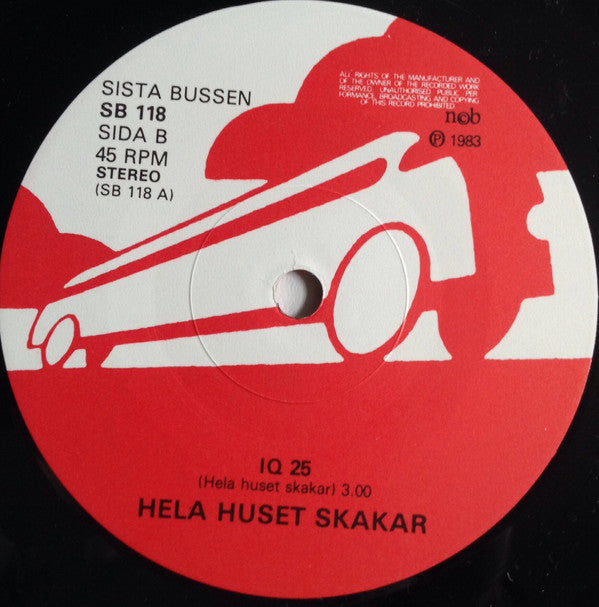 SISTA BUSSEN
SB 118
SIDA B
45 RPM
STEREO
(SB 118 A)
ALL RIGHTS OF THE MANUFACTURER AND
OF THE OWNER OF THE RECORDED WORK
RESERVED. UNAUTHORISED PUBLIC PER
FORMANCE, BROADCASTING AND COPYING
OF THIS RECORD PROHIBITED
n©b
Ⓟ 1983
IQ 25
(Hela huset skakar) 3.00
HELA HUSET SKAKAR